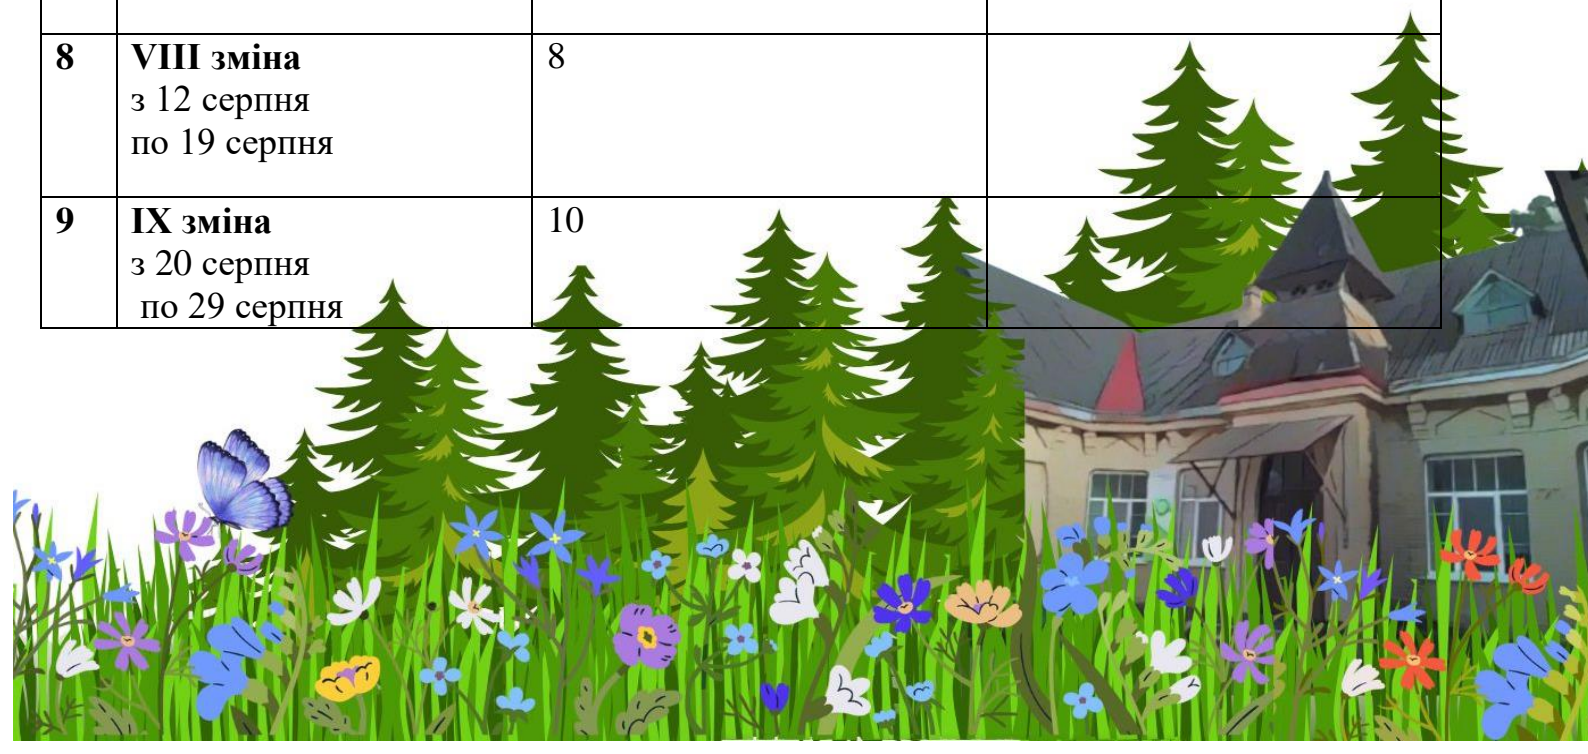 8 VIII зміна 8
з 12 серпня
по 19 серпня
9 IX зміна 10
з 20 серпня
по 29 серпня